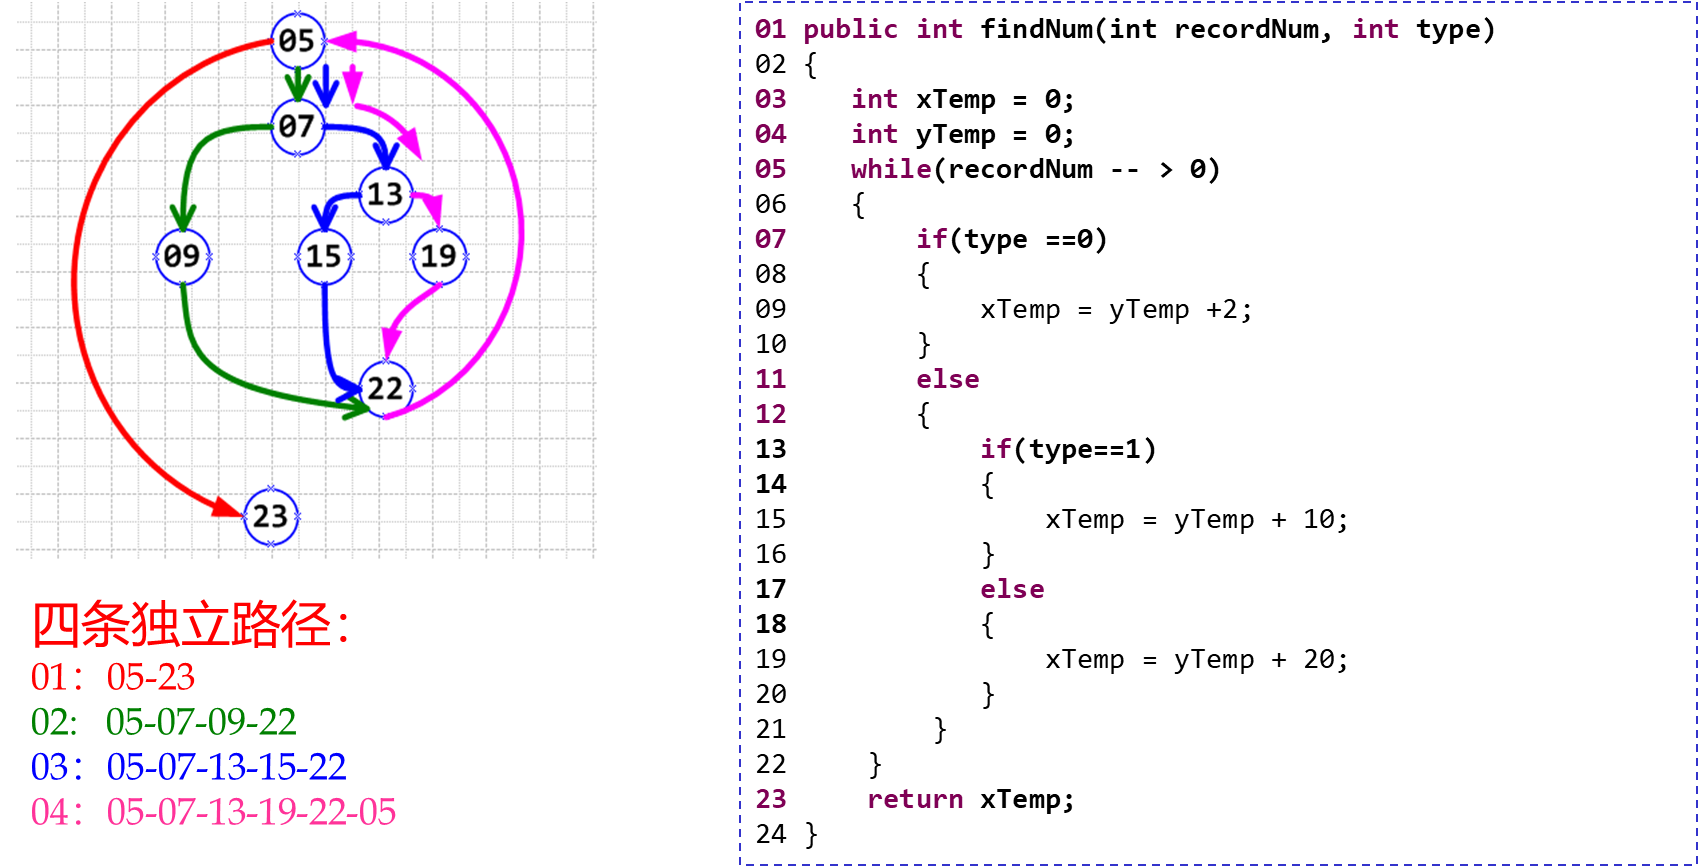 05
07
13
09
15
19
22
23
四条独立路径：
01： 05-23
02: 05-07-09-22
03： 05-07-13-15-22
04： 05-07-13-19-22-05
01 public int findNum(int recordNum, int type)
02 {
03 int xTemp = 0;
04 int yTemp = 0;
05 while(recordNum -- > 0)
06 {
07 if(type ==0)
08 {
09 xTemp = yTemp +2;
10 }
11 else
12 {
13 if(type==1)
14 {
15 xTemp = yTemp + 10;
16 }
17 else
18 {
19 xTemp = yTemp + 20;
20 }
21 }
22 }
23 return xTemp;
24 }